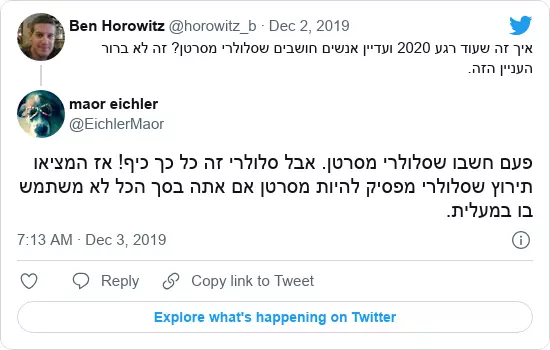 Ben Horowitz @horowitz_b · Dec 2, 2019
איך זה שעוד רגע 2020 ועדיין אנשים חושבים שסלולרי מסרטן? זה לא ברור
העניין הזה.
maor eichler
@EichlerMaor
פעם חשבו שסלולרי מסרטן. אבל סלולרי זה כל כך כיף! אז המציאו
תירוץ שסלולרי מפסיק להיות מסרטן אם אתה בסך הכל לא משתמש
בו במעלית.
7:13 AM · Dec 3, 2019
Reply
Copy link to Tweet
Explore what's happening on Twitter